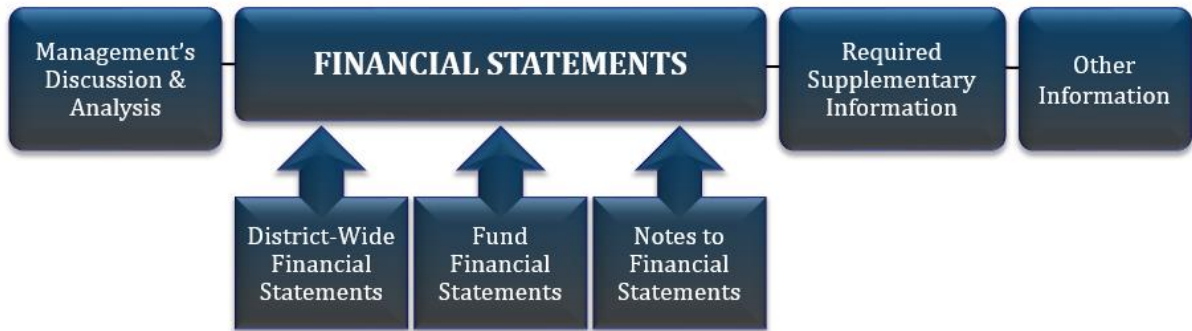 Management's
Discussion &
Analysis
FINANCIAL STATEMENTS
Required
Supplementary
Information
Other
Information
District-Wide
Financial
Statements
Fund
Financial
Statements
Notes to
Financial
Statements